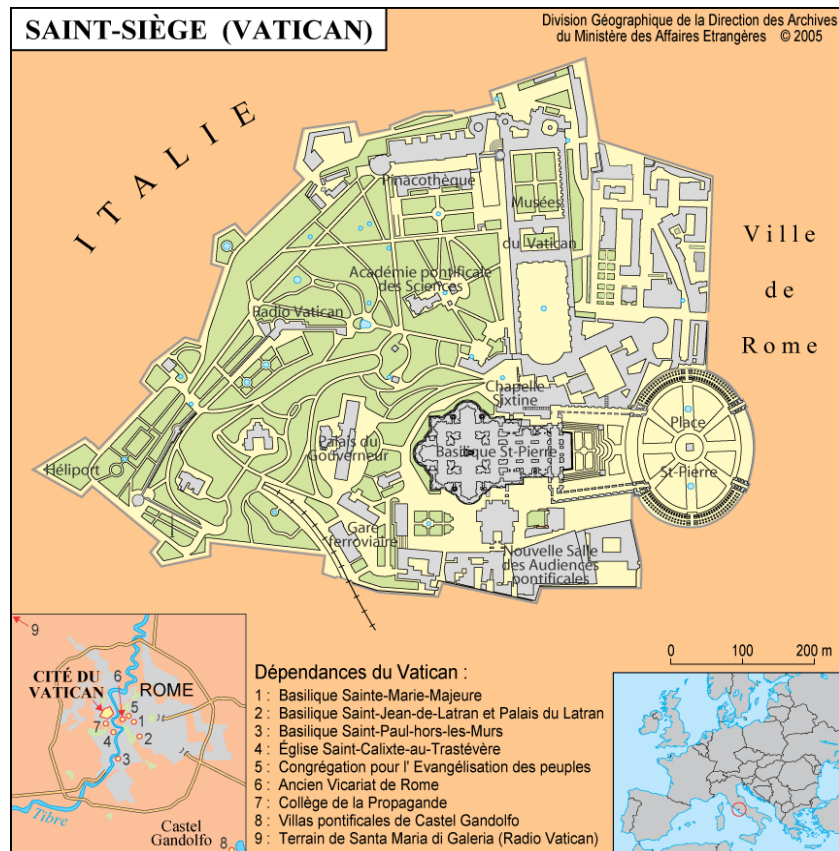 SAINT-SIÈGE (VATICAN)
Division Géographique de la Direction des Archives
du Ministère des Affaires Etrangères © 2005
ITALIE
Ville
de
Rome
Pinacothèque
Musées
du Vatican
Académie pontificale
des Sciences
Radio Vatican
Chapelle
Sixtine
Place
St-Pierre
Palais du
Gouverneur
Basilique St-Pierre
Héliport
Gare
ferroviaire
Nouvelle Salle
des Audiences
pontificales
0 100 200 m
9
CITÉ DU
VATICAN
6
ROME
5
1
7
4
2
3
Tibre
Castel
Gandolfo
8
Dépendances du Vatican :
1 : Basilique Sainte-Marie-Majeure
2 : Basilique Saint-Jean-de-Latran et Palais du Latran
3 : Basilique Saint-Paul-hors-les-Murs
4 : Église Saint-Calixte-au-Trastévère
5 : Congrégation pour l' Evangélisation des peuples
6 : Ancien Vicariat de Rome
7 : Collège de la Propagande
8 : Villas pontificales de Castel Gandolfo
9 : Terrain de Santa Maria di Galeria (Radio Vatican)